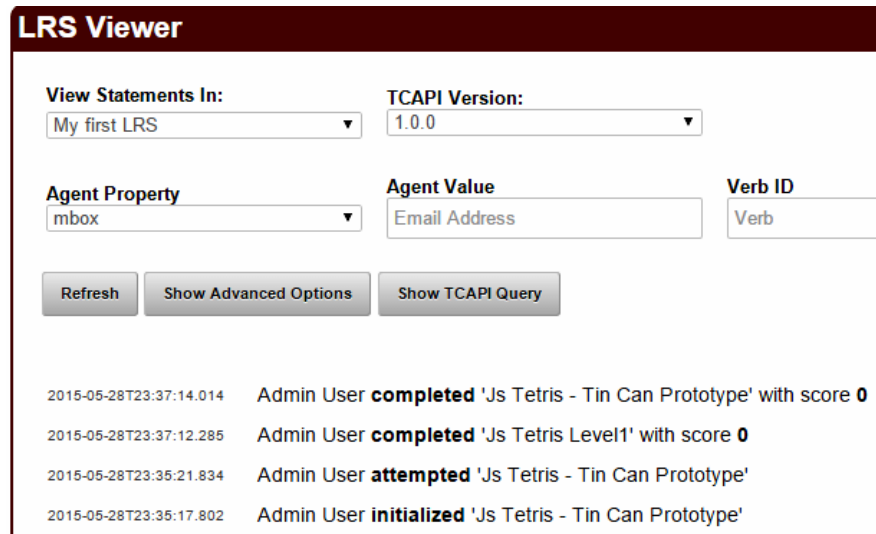 LRS Viewer
View Statements In: TCAPI Version:
My first LRS 1.0.0
Agent Property Agent Value Verb ID
mbox Email Address Verb
Refresh Show Advanced Options Show TCAPI Query
2015-05-28T23:37:14.014 Admin User completed 'Js Tetris - Tin Can Prototype' with score 0
2015-05-28T23:37:12.285 Admin User completed 'Js Tetris Level1' with score 0
2015-05-28T23:35:21.834 Admin User attempted 'Js Tetris - Tin Can Prototype'
2015-05-28T23:35:17.802 Admin User initialized 'Js Tetris - Tin Can Prototype'